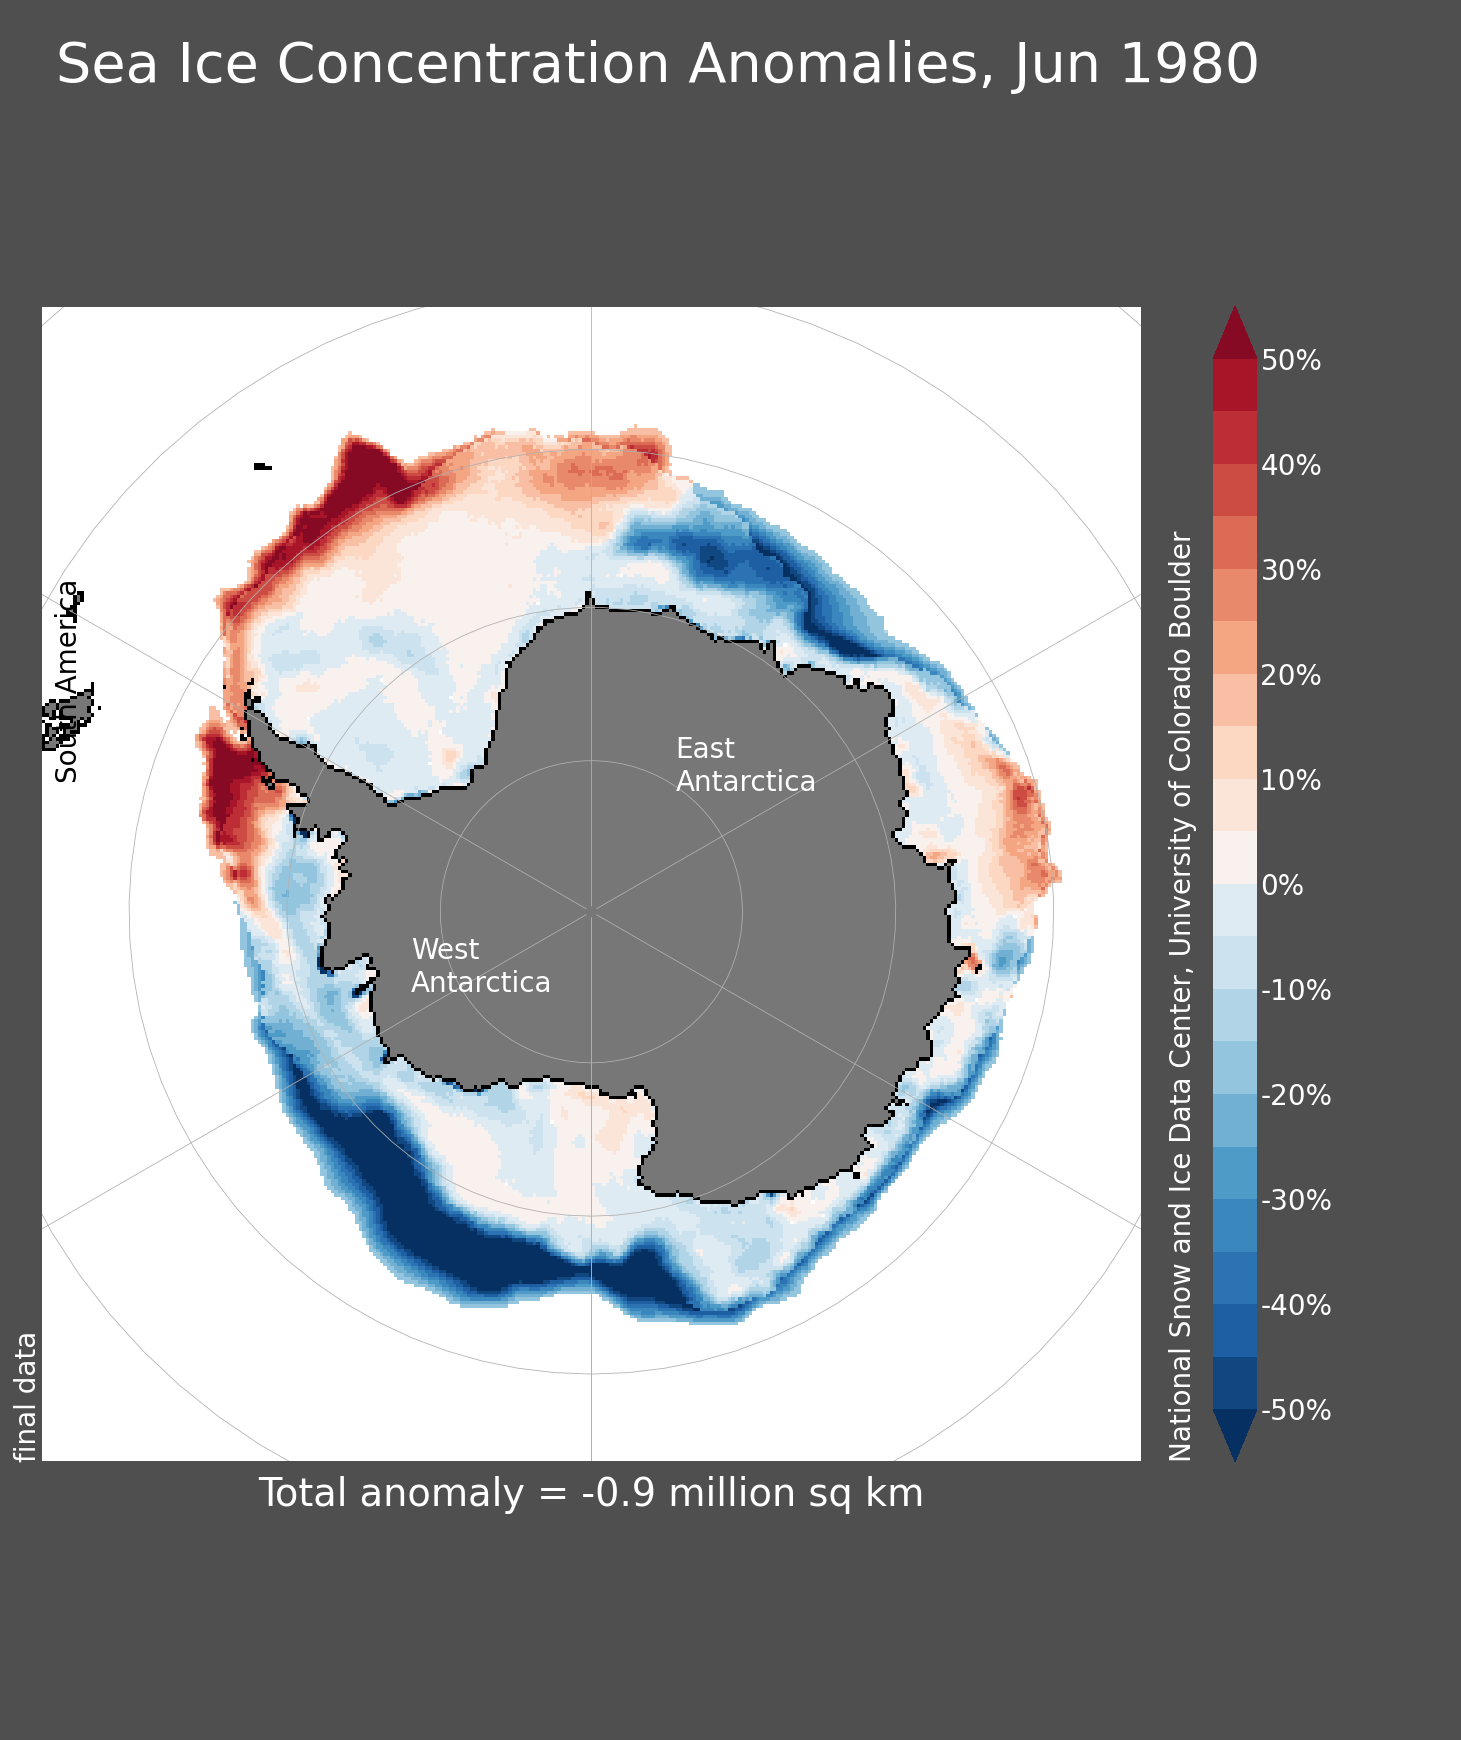 Sea Ice Concentration Anomalies, Jun 1980
South America
East
Antarctica
West
Antarctica
final data
National Snow and Ice Data Center, University of Colorado Boulder
50%
40%
30%
20%
10%
0%
-10%
-20%
-30%
-40%
-50%
Total anomaly = -0.9 million sq km